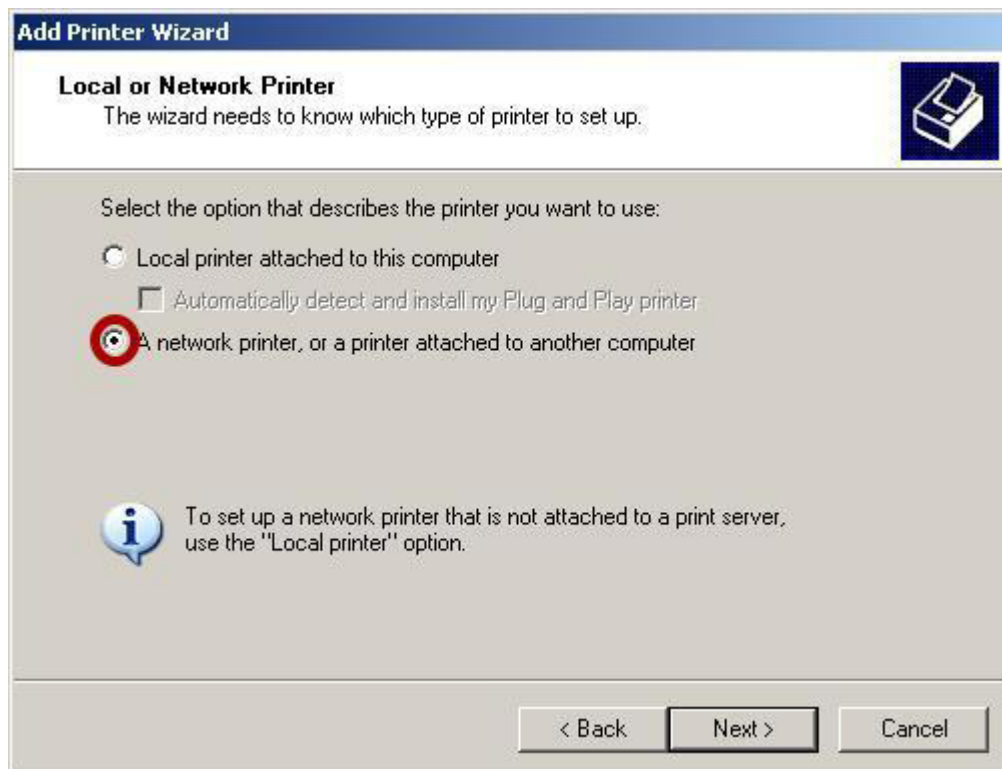 Add Printer Wizard
Local or Network Printer
The wizard needs to know which type of printer to set up.
Select the option that describes the printer you want to use:
Local printer attached to this computer
Automatically detect and install my Plug and Play printer
A network printer, or a printer attached to another computer
To set up a network printer that is not attached to a print server,
use the "Local printer" option.
< Back Next > Cancel